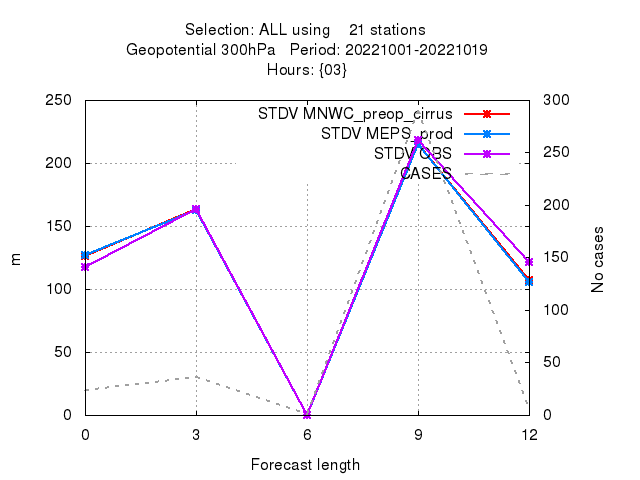 Selection: ALL using    21 stations
Geopotential 300hPa   Period: 20221001-20221019
Hours: {03}
250 300
STDV MNWC_preop_cirrus
STDV MEPS_prod
STDV OBS
CASES
200 250
150 200
m
100 150
No cases
50 100
0 50
0
0 3 6 9 12
Forecast length